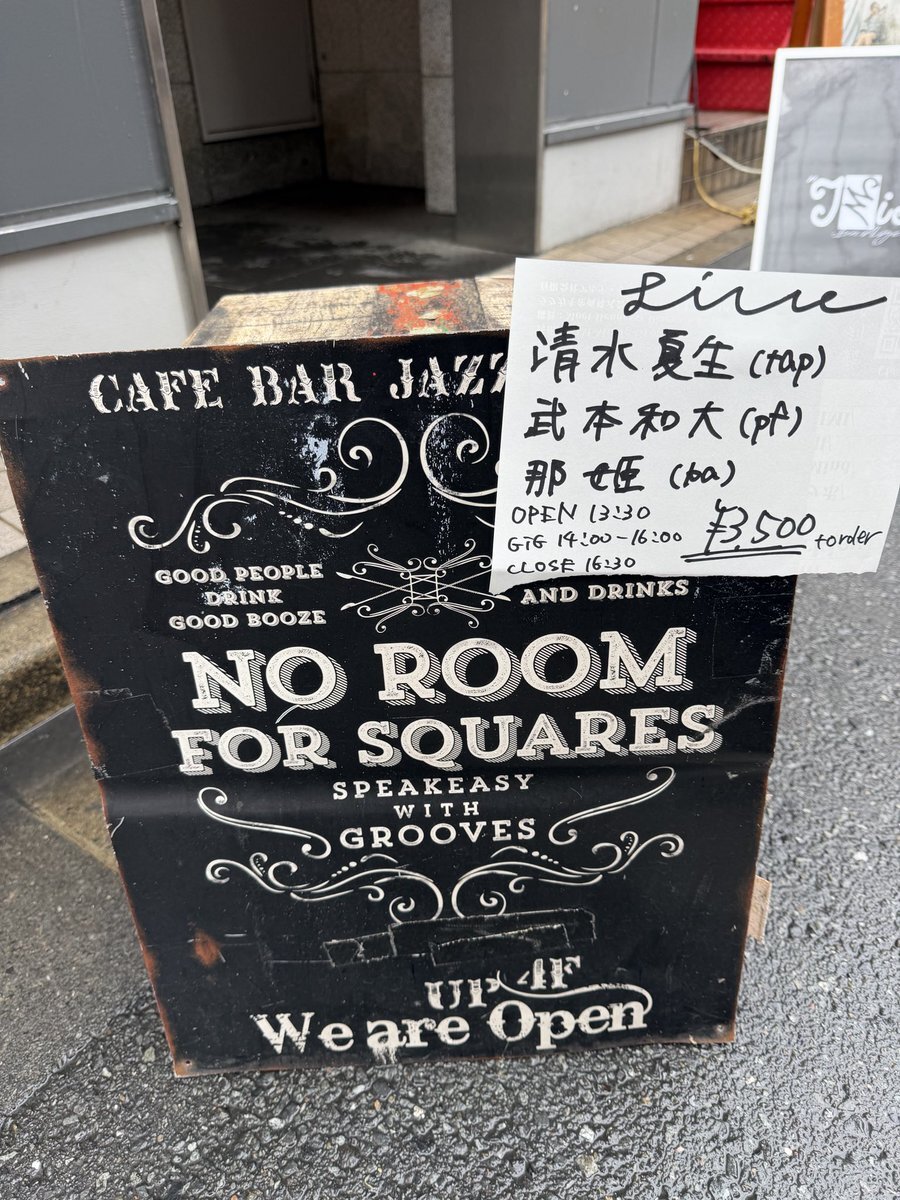 Live
清水夏生(tap)
武本和大(pf)
那姫(ba)
OPEN 13:30
GIG 14:00-16:00
CLOSE 16:30
¥3,500
+order
CAFE BAR JAZZ
GOOD PEOPLE
DRINK
GOOD BOOZE
AND DRINKS
NO ROOM
FOR SQUARES
SPEAKEASY
WITH
GROOVES
UP 4F
We are Open